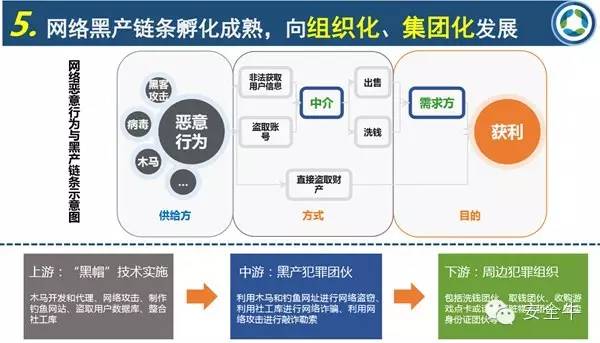 5. 网络黑产链条孵化成熟，向组织化、集团化发展
网络恶意行为与黑产链条示意图
黑客
攻击
病毒
木马
...
恶意
行为
供给方
非法获取
用户信息
盗取账
号
中介
直接盗取财
产
方式
出售
洗钱
需求方
获利
目的
上游：“黑帽”技术实施
木马开发和代理、网络攻击、制作
钓鱼网站、盗取用户数据库、整合
社工库
中游：黑产犯罪团伙
利用木马和钓鱼网址进行网络盗窃、
利用社工库进行网络诈骗、利用网
络攻击进行敲诈勒索
下游：周边犯罪组织
包括洗钱团伙、取钱团伙、收购游
戏点卡或
身份证团伙
安全牛